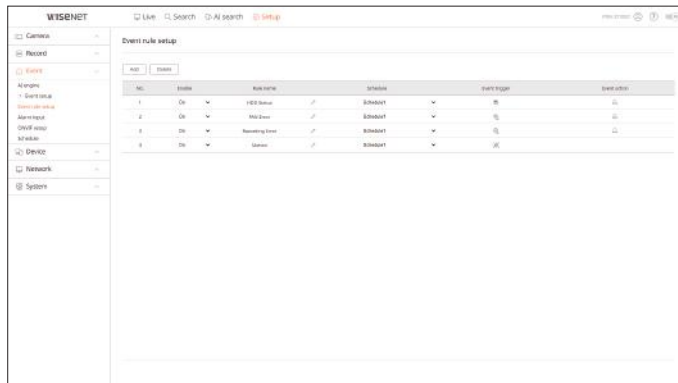 WISENET
Live Search AI search Setup
Camera
Record
Event
AI engine
Event setup
Event rule setup
Alarm input
ONVIF setup
Schedule
Device
Network
System
Event rule setup
Add Delete
NO. Enable Rule name Schedule Event trigger Event action
1 On HDD Status Schedule1
2 On Schedule1
3 On Recording Error Schedule1
4 On Schedule1